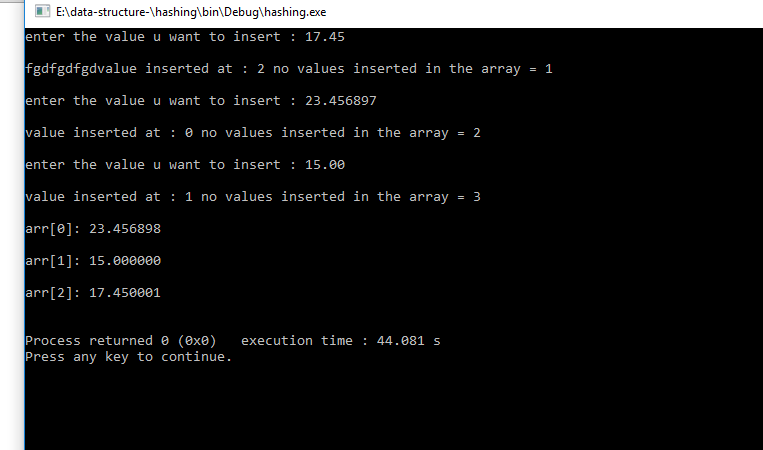 E:\data-structure-\hashing\bin\Debug\hashing.exe
enter the value u want to insert : 17.45
fgdfgdfgdvalue inserted at : 2 no values inserted in the array = 1
enter the value u want to insert : 23.456897
value inserted at : 0 no values inserted in the array = 2
enter the value u want to insert : 15.00
value inserted at : 1 no values inserted in the array = 3
arr[0]: 23.456898
arr[1]: 15.000000
arr[2]: 17.450001
Process returned 0 (0x0)   execution time : 44.081 s
Press any key to continue.